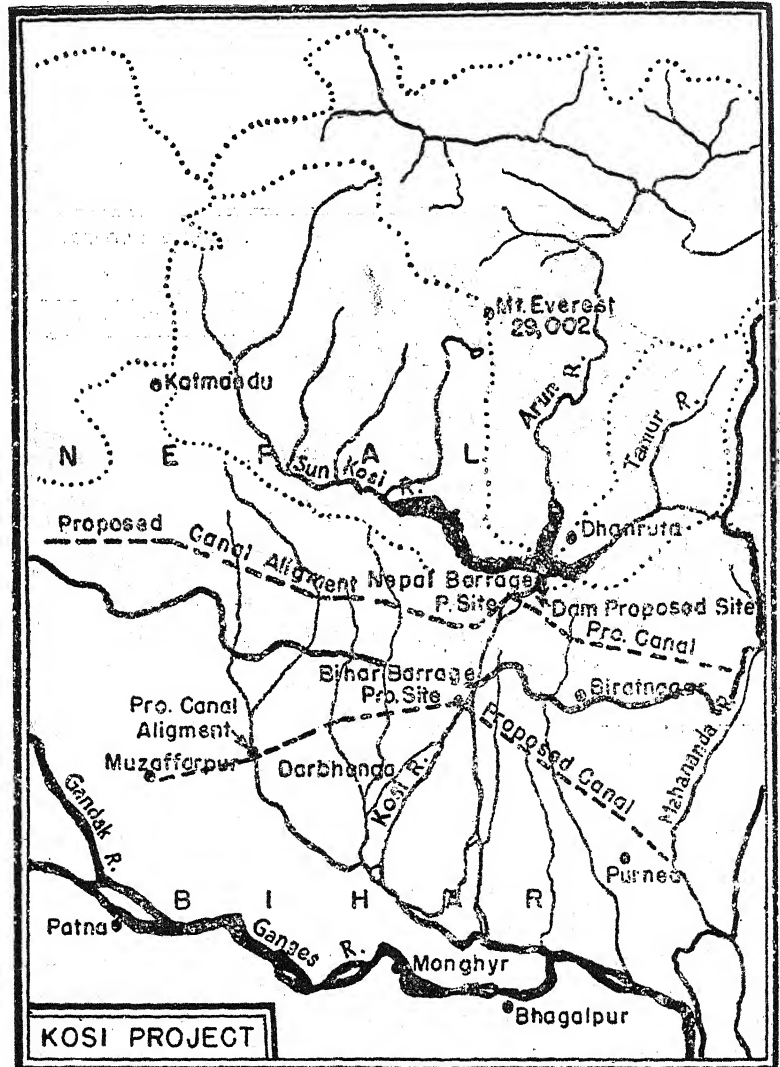 Mt. Everest
29,002
Katmandu
Arun R.
Tamur R.
N E P A L
Sun Kosi R.
Dhanruta
Proposed Canal Aligment
Nepal Barrage
P. Site
Dam Proposed Site
Pro. Canal
Bihar Barrage
Pro. Site
Biratnagar
Pro. Canal
Aligment
Muzaffarpur
Darbhanga
Kosi R.
Proposed Canal
Mahananda R.
Gandak R.
Purnea
B I H A R
Patna
Ganges R.
Monghyr
Bhagalpur
KOSI PROJECT